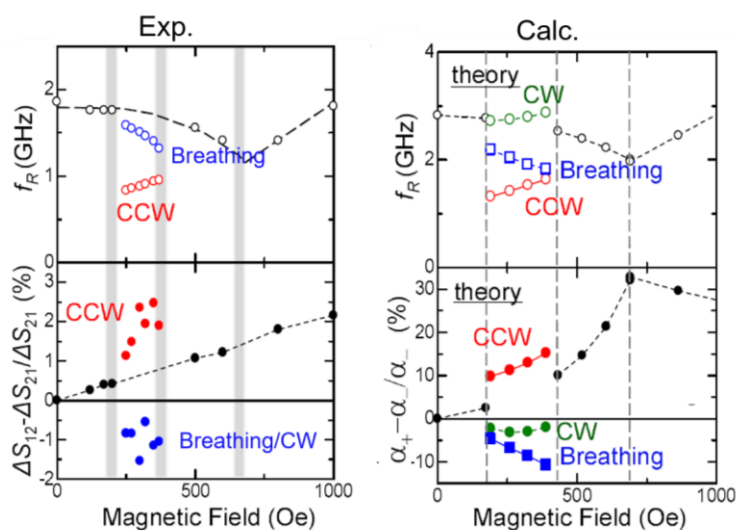 Exp.
2
1
0
f_R (GHz)
Breathing
CCW
3
2
1
0
-1
-2
ΔS₁₂-ΔS₂₁/ΔS₂₁ (%)
CCW
Breathing/CW
0
500
1000
Magnetic Field (Oe)
Calc.
4
2
0
f_R (GHz)
theory
CW
Breathing
CCW
30
20
10
0
-10
α₊−α₋/α₋ (%)
theory
CCW
CW
Breathing
0
500
1000
Magnetic Field (Oe)